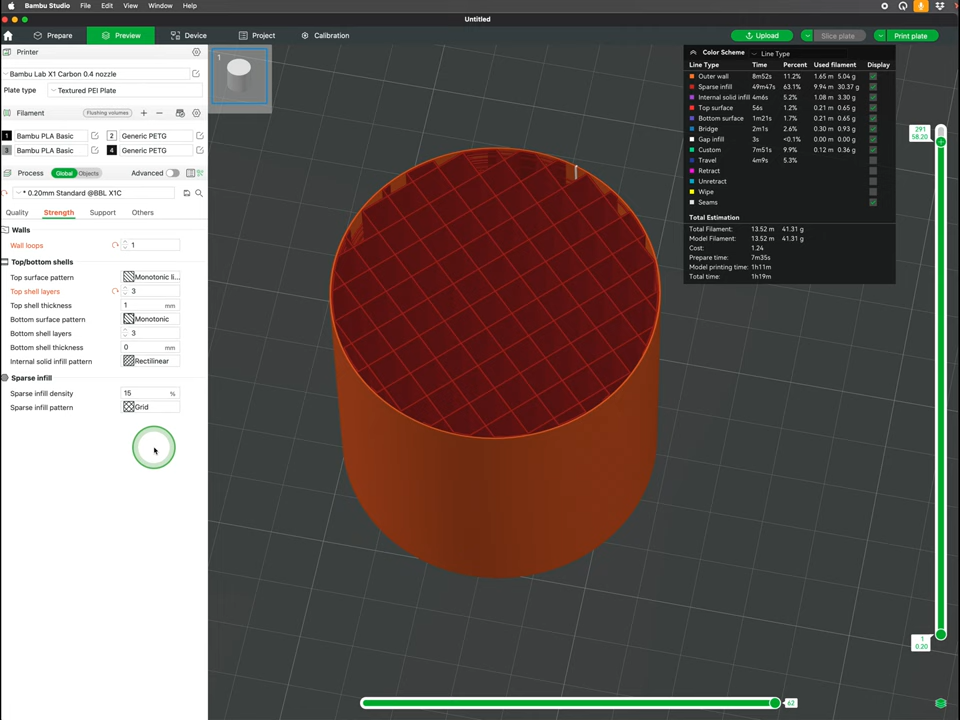 Bambu Studio File Edit View Window Help
Untitled
Prepare Preview Device Project Calibration Upload Slice plate Print plate
Printer
Bambu Lab X1 Carbon 0.4 nozzle
Plate type Textured PEI Plate
Filament Flushing volumes
1 Bambu PLA Basic 2 Generic PETG
3 Bambu PLA Basic 4 Generic PETG
Process Global Objects Advanced
* 0.20mm Standard @BBL X1C
Quality Strength Support Others
Walls
Wall loops 1
Top/bottom shells
Top surface pattern Monotonic li...
Top shell layers 3
Top shell thickness 1 mm
Bottom surface pattern Monotonic
Bottom shell layers 3
Bottom shell thickness 0 mm
Internal solid infill pattern Rectilinear
Sparse infill
Sparse infill density 15 %
Sparse infill pattern Grid
1
Color Scheme Line Type
Line Type Time Percent Used filament Display
Outer wall 8m52s 11.2% 1.65 m 5.04 g
Sparse infill 49m47s 63.1% 9.94 m 30.37 g
Internal solid infill 4m6s 5.2% 1.08 m 3.30 g
Top surface 56s 1.2% 0.21 m 0.65 g
Bottom surface 1m21s 1.7% 0.21 m 0.65 g
Bridge 2m1s 2.6% 0.30 m 0.93 g
Gap infill 3s <0.1% 0.00 m 0.00 g
Custom 7m51s 9.9% 0.12 m 0.36 g
Travel 4m9s 5.3%
Retract
Unretract
Wipe
Seams
Total Estimation
Total Filament: 13.52 m 41.31 g
Model Filament: 13.52 m 41.31 g
Cost: 1.24
Prepare time: 7m35s
Model printing time: 1h11m
Total time: 1h19m
291
58.20
1
0.20
62